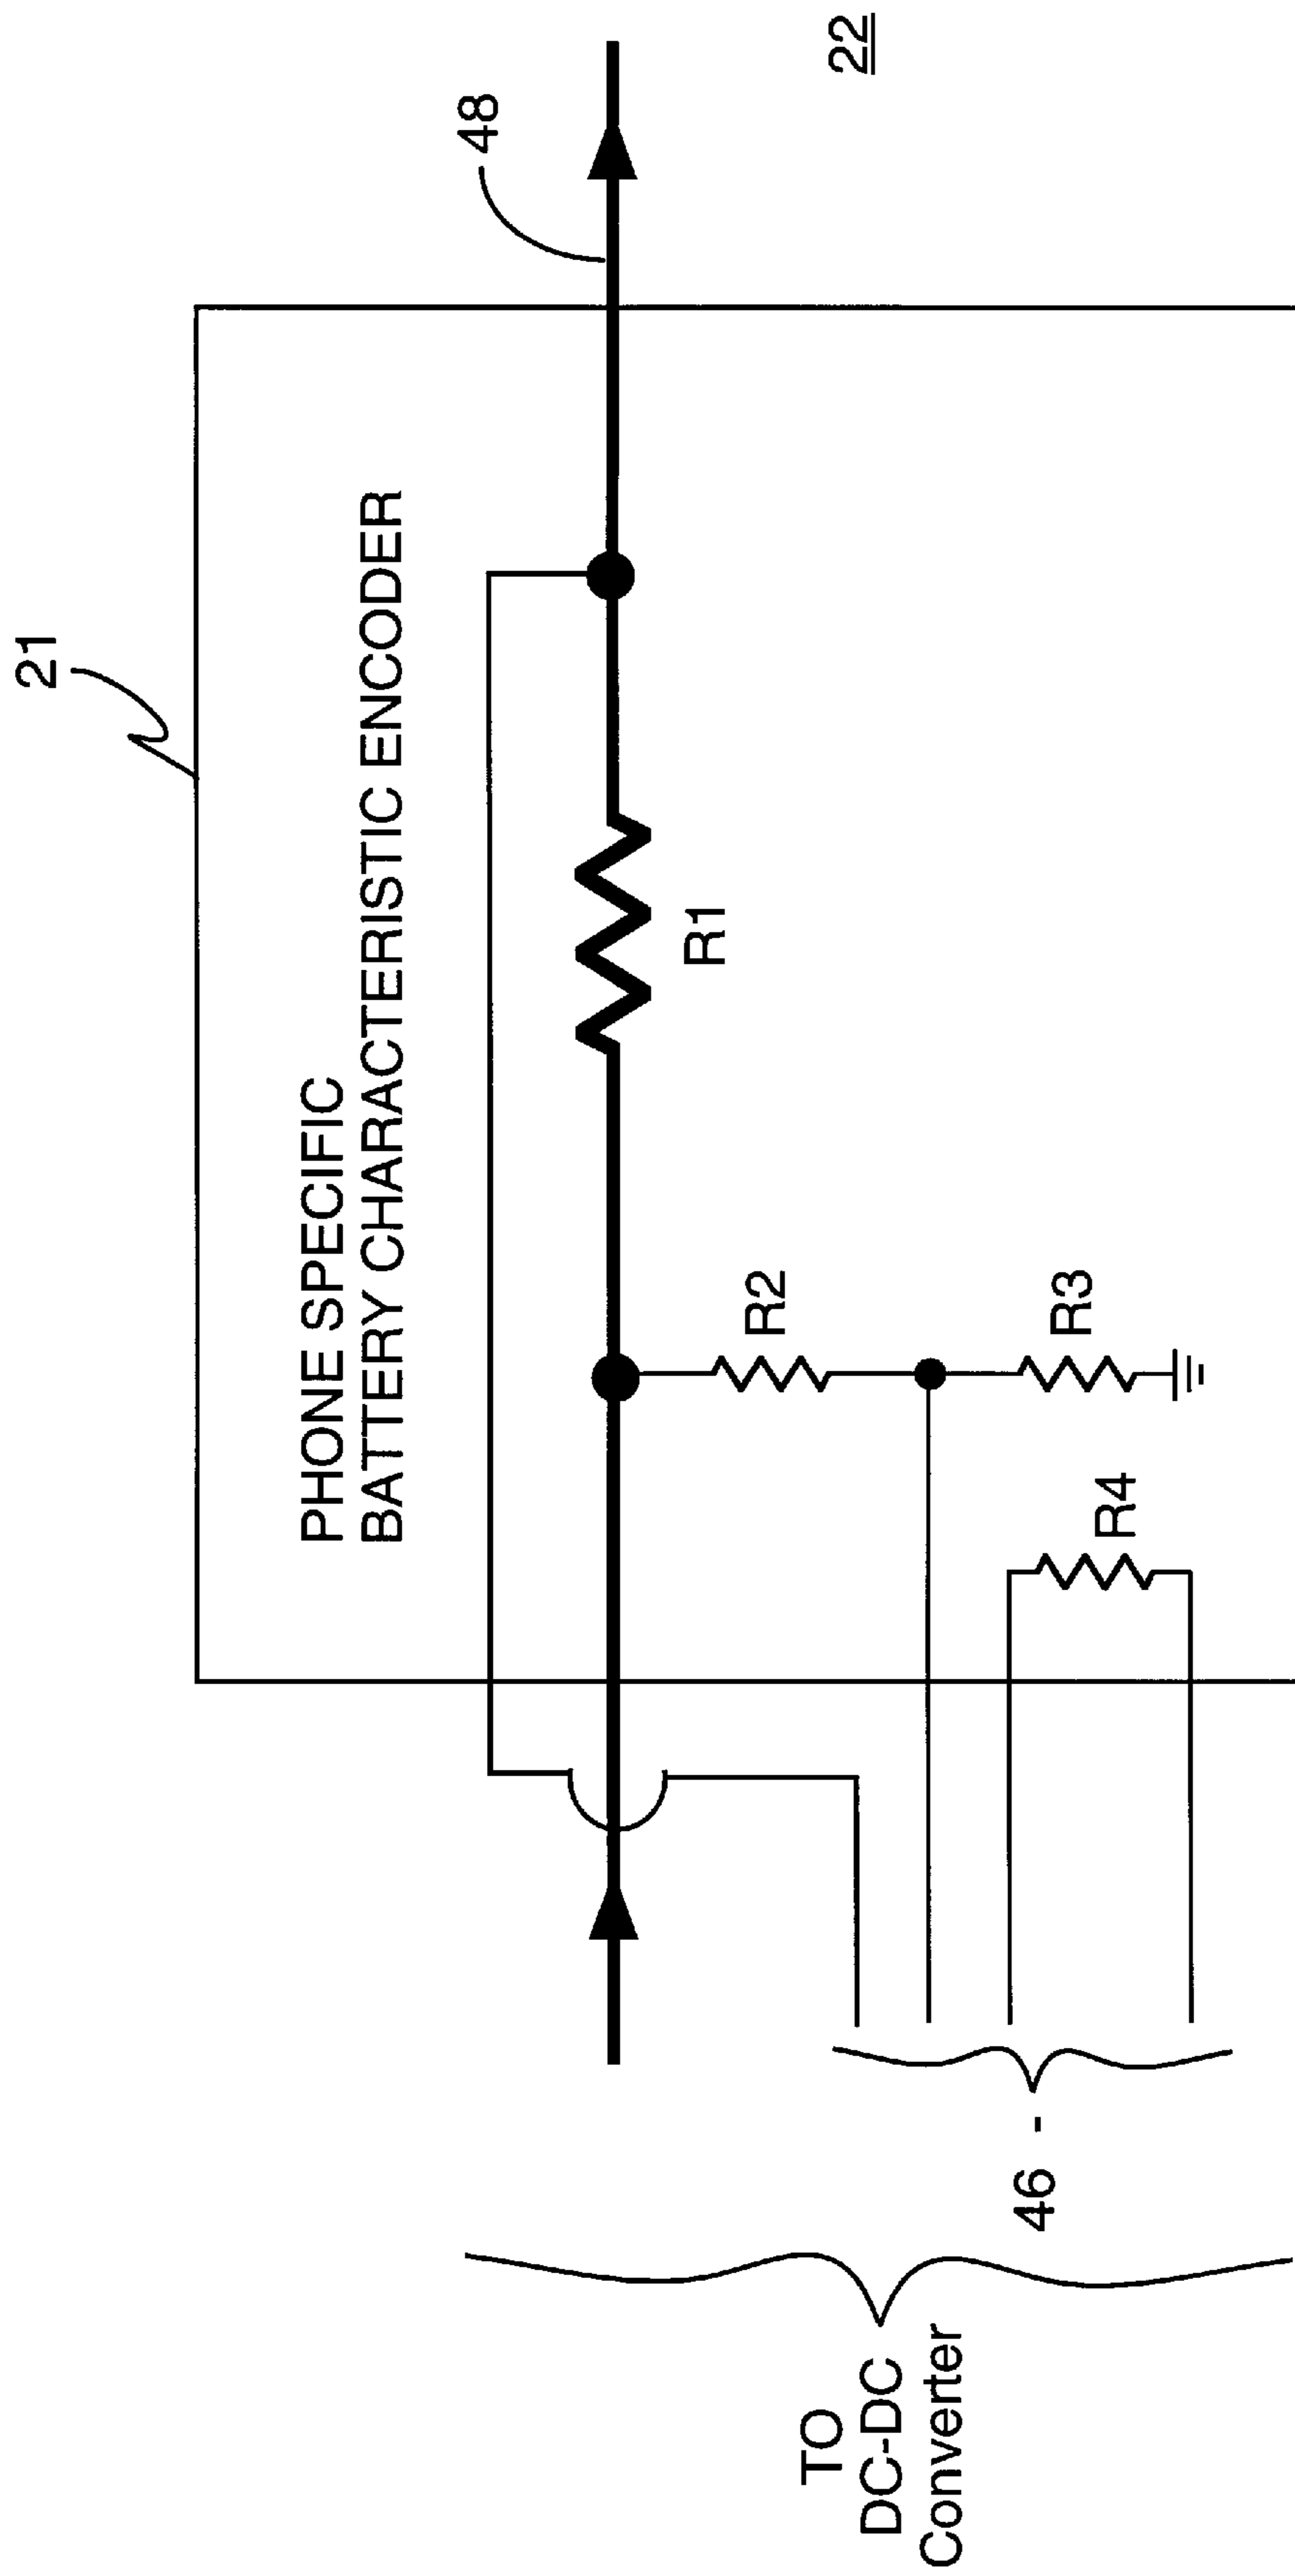 21
PHONE SPECIFIC
BATTERY CHARACTERISTIC ENCODER
48
R1
R2
R3
R4
22
46 -
TO
DC-DC
Converter